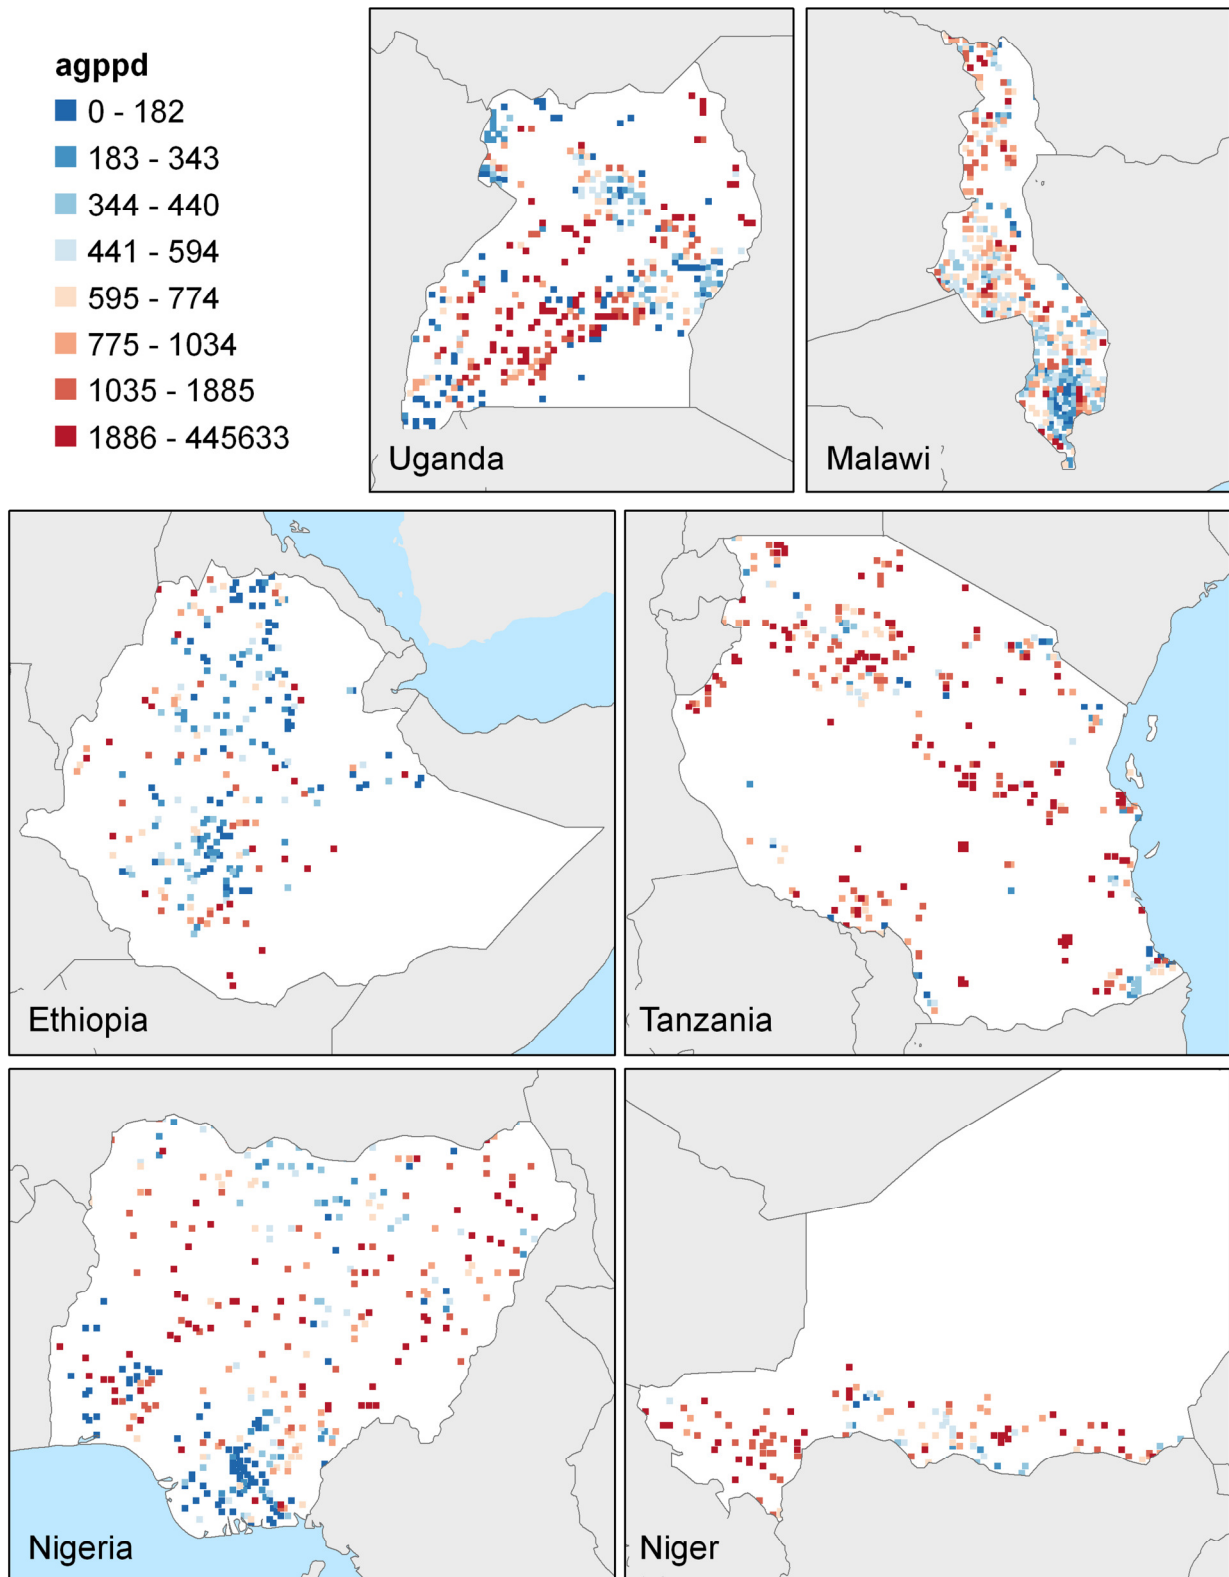 agppd
0 - 182
183 - 343
344 - 440
441 - 594
595 - 774
775 - 1034
1035 - 1885
1886 - 445633
Uganda
Malawi
Ethiopia
Tanzania
Nigeria
Niger